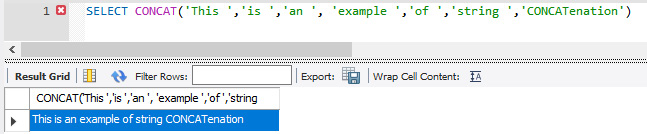 1 SELECT CONCAT('This ','is ','an ', 'example ','of ','string ','CONCATenation')
Result Grid Filter Rows: Export: Wrap Cell Content: IA
CONCAT('This ','is ','an ', 'example ','of ','string
This is an example of string CONCATenation